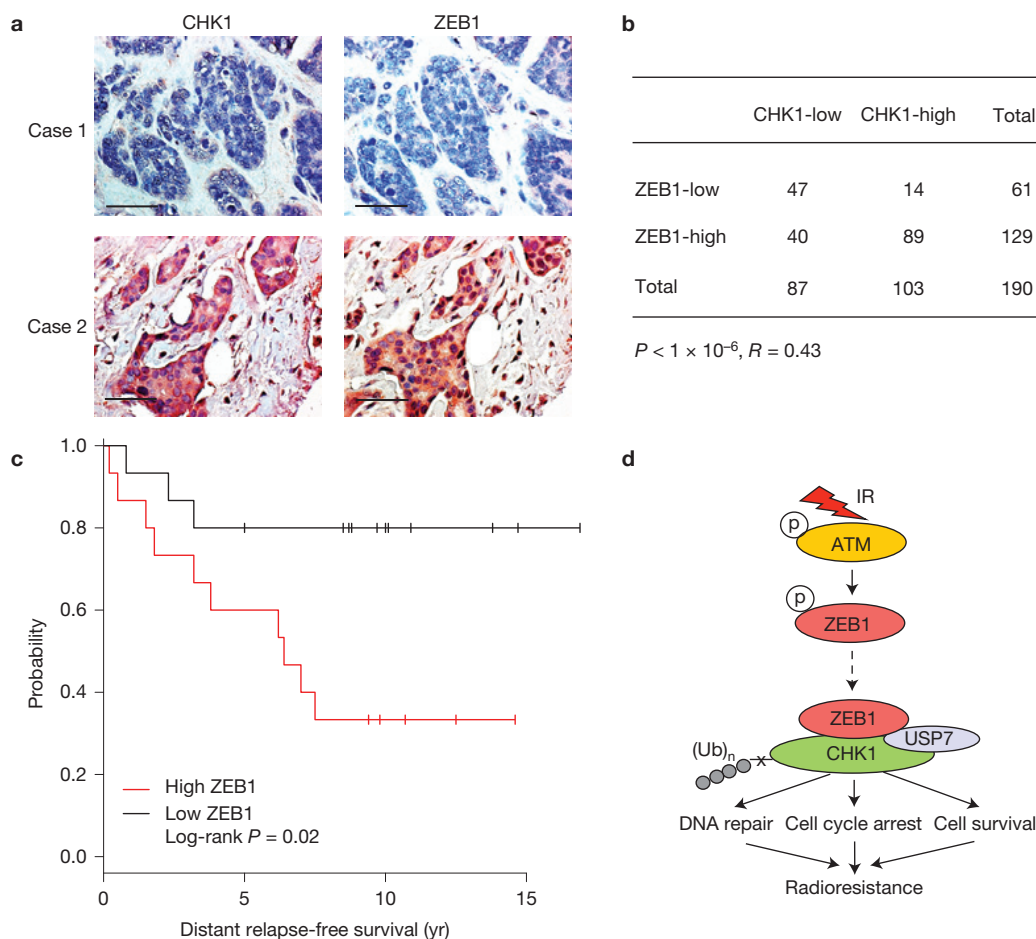 a
CHK1 ZEB1
Case 1
Case 2
b
CHK1-low CHK1-high Total
ZEB1-low 47 14 61
ZEB1-high 40 89 129
Total 87 103 190
P < 1 × 10⁻⁶, R = 0.43
c
1.0
0.8
0.6
0.4
0.2
0.0
Probability
High ZEB1
Low ZEB1
Log-rank P = 0.02
0 5 10 15
Distant relapse-free survival (yr)
d
IR
p
ATM
p
ZEB1
ZEB1
USP7
CHK1
(Ub)n
x
DNA repair Cell cycle arrest Cell survival
Radioresistance